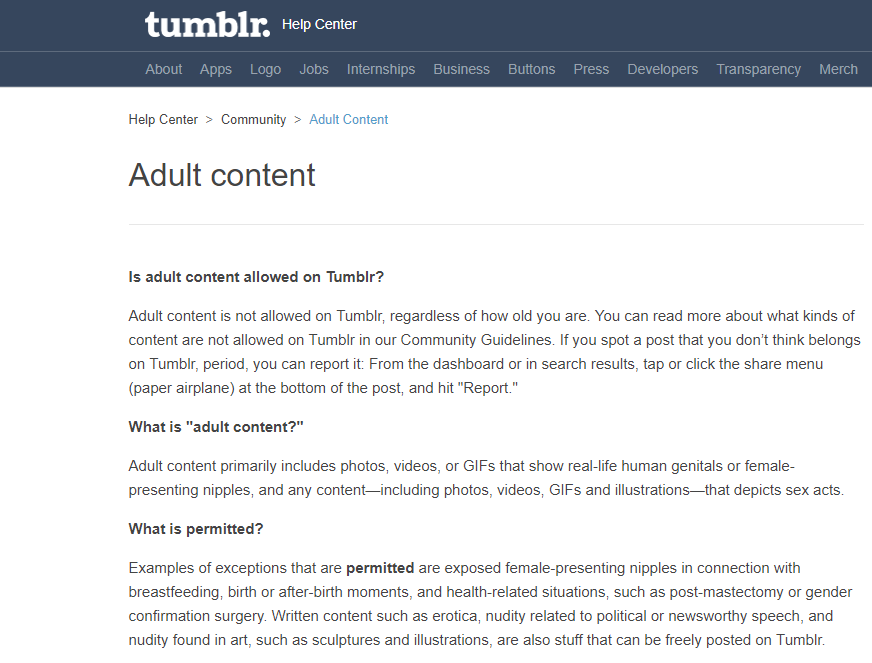 tumblr. Help Center
About Apps Logo Jobs Internships Business Buttons Press Developers Transparency Merch
Help Center > Community > Adult Content
Adult content
Is adult content allowed on Tumblr?
Adult content is not allowed on Tumblr, regardless of how old you are. You can read more about what kinds of
content are not allowed on Tumblr in our Community Guidelines. If you spot a post that you don’t think belongs
on Tumblr, period, you can report it: From the dashboard or in search results, tap or click the share menu
(paper airplane) at the bottom of the post, and hit "Report."
What is "adult content?"
Adult content primarily includes photos, videos, or GIFs that show real-life human genitals or female-
presenting nipples, and any content—including photos, videos, GIFs and illustrations—that depicts sex acts.
What is permitted?
Examples of exceptions that are permitted are exposed female-presenting nipples in connection with
breastfeeding, birth or after-birth moments, and health-related situations, such as post-mastectomy or gender
confirmation surgery. Written content such as erotica, nudity related to political or newsworthy speech, and
nudity found in art, such as sculptures and illustrations, are also stuff that can be freely posted on Tumblr.